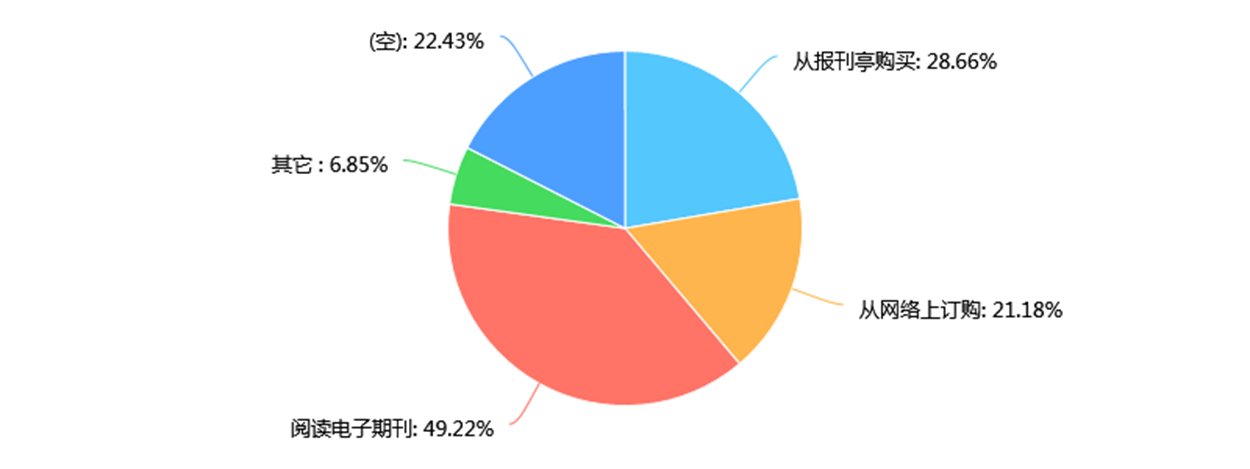 (空): 22.43%
从报刊亭购买: 28.66%
其它 : 6.85%
从网络上订购: 21.18%
阅读电子期刊: 49.22%